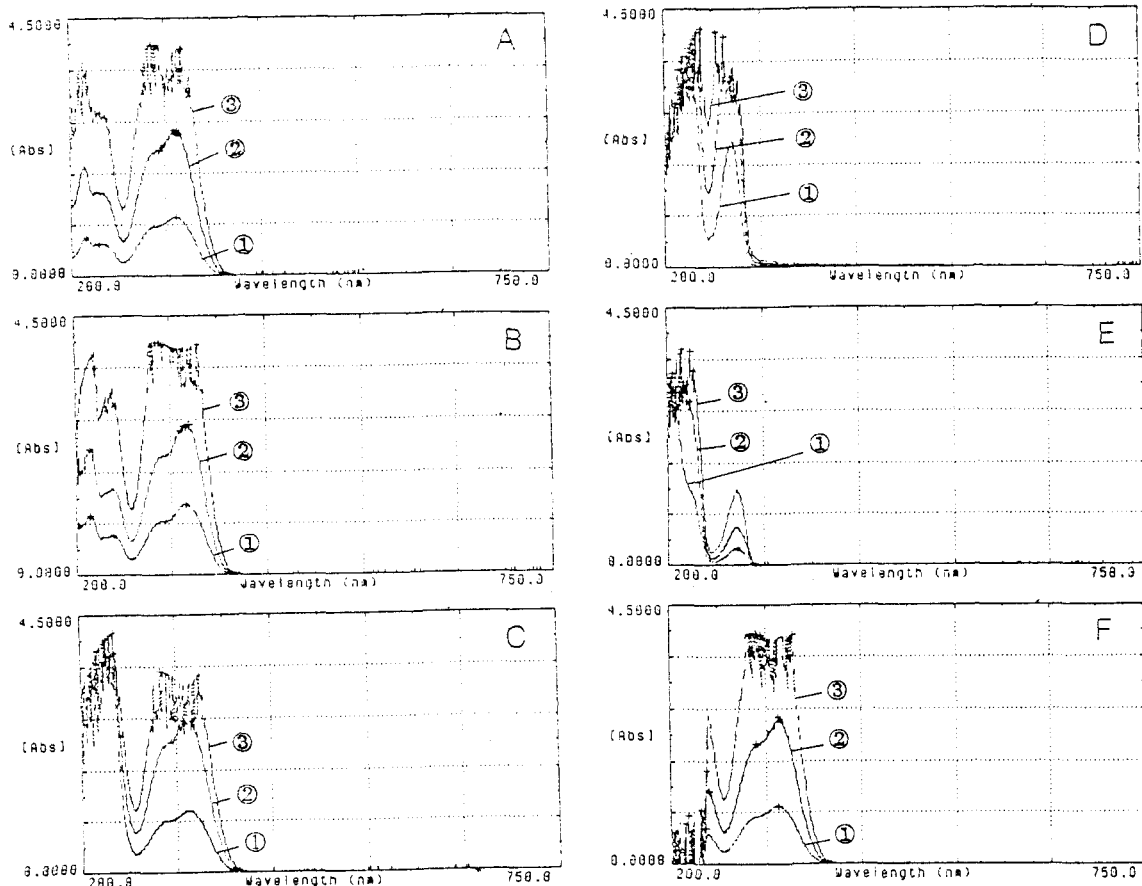 4.5000
A
③
②
[Abs]
①
0.0000
260.0
Wavelength (nm)
750.0
4.5000
B
③
[Abs]
②
①
9.0000
200.0
Wavelength (nm)
750.0
4.5000
C
③
[Abs]
②
①
0.0000
200.0
Wavelength (nm)
750.0
4.5000
D
③
②
[Abs]
①
0.0000
200.0
Wavelength (nm)
750.0
4.5000
E
③
②
①
[Abs]
0.0000
200.0
Wavelength (nm)
750.0
4.5000
F
③
②
[Abs]
①
0.0000
200.0
Wavelength (nm)
750.0